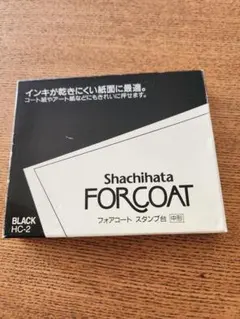 インキが乾きにくい紙面に最適。
コート紙やアート紙などにもきれいに押せます。
Shachihata
FORCOAT
フォアコート スタンプ台 中形
BLACK
HC-2